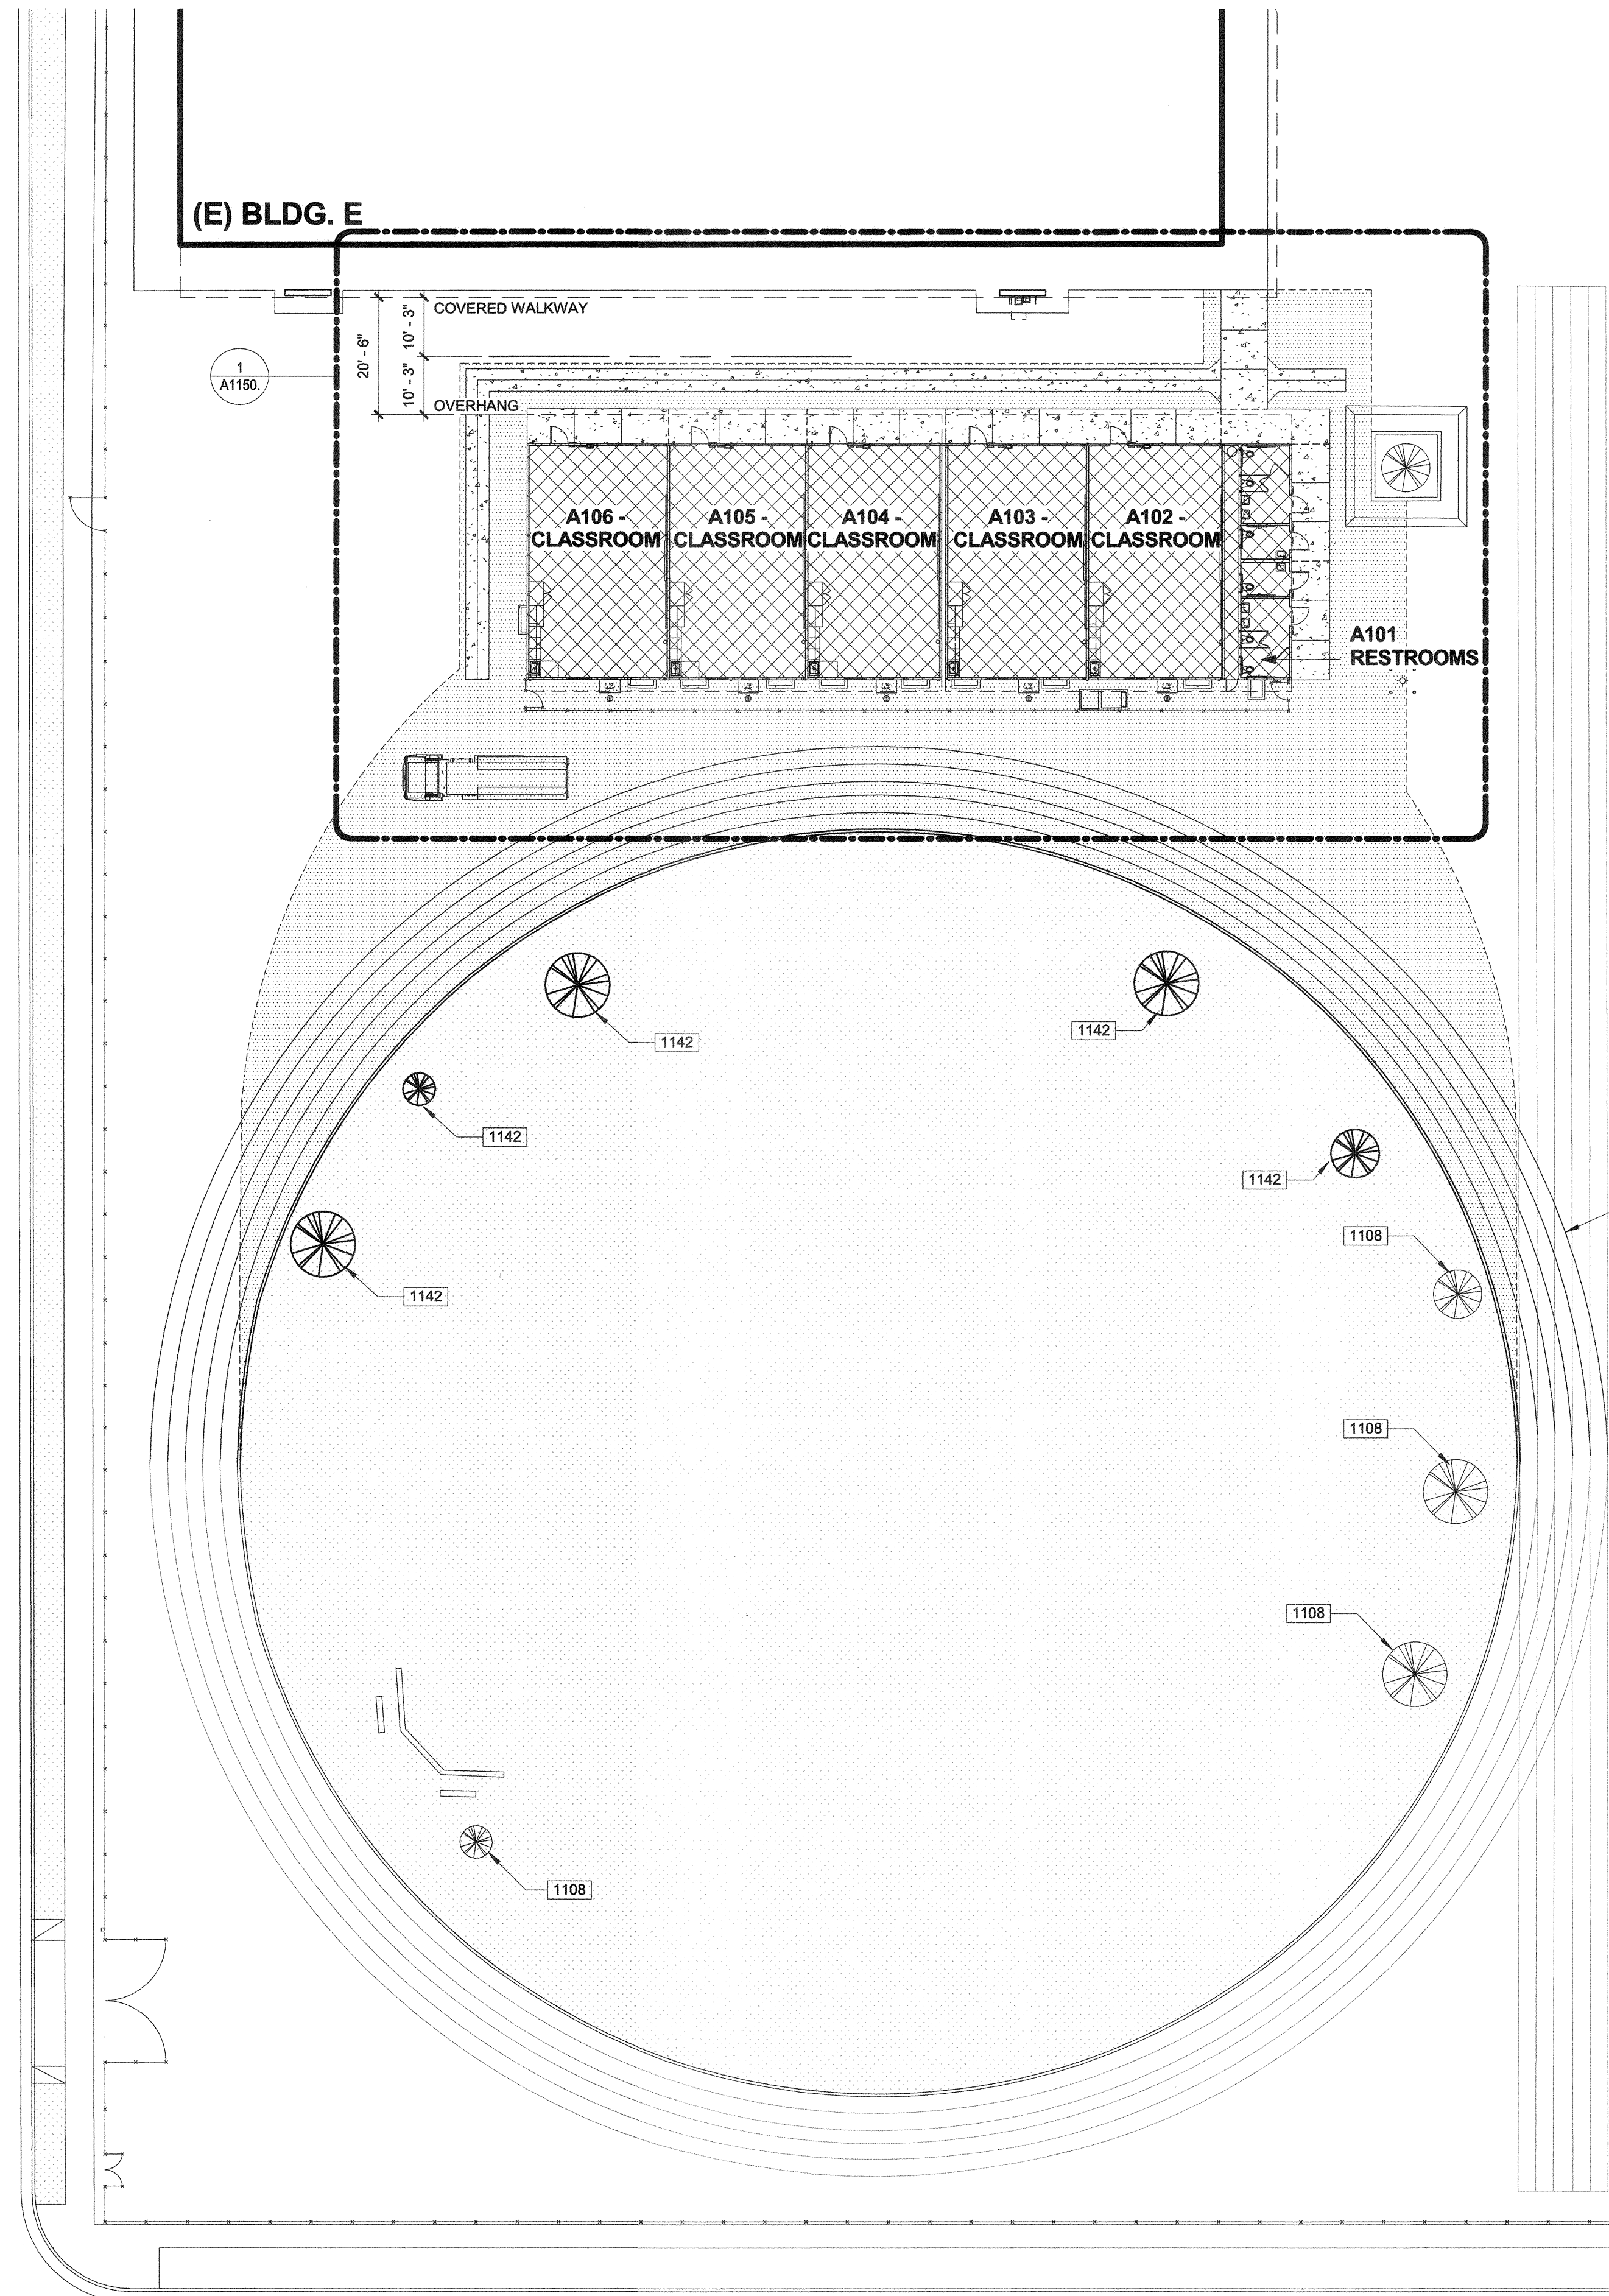 (E) BLDG. E
COVERED WALKWAY
10' - 3"
20' - 6"
10' - 3"
OVERHANG
1
A1150.
A106 -
CLASSROOM
A105 -
CLASSROOM
A104 -
CLASSROOM
A103 -
CLASSROOM
A102 -
CLASSROOM
A101
RESTROOMS
1142
1142
1142
1142
1108
1142
1108
1108
1108